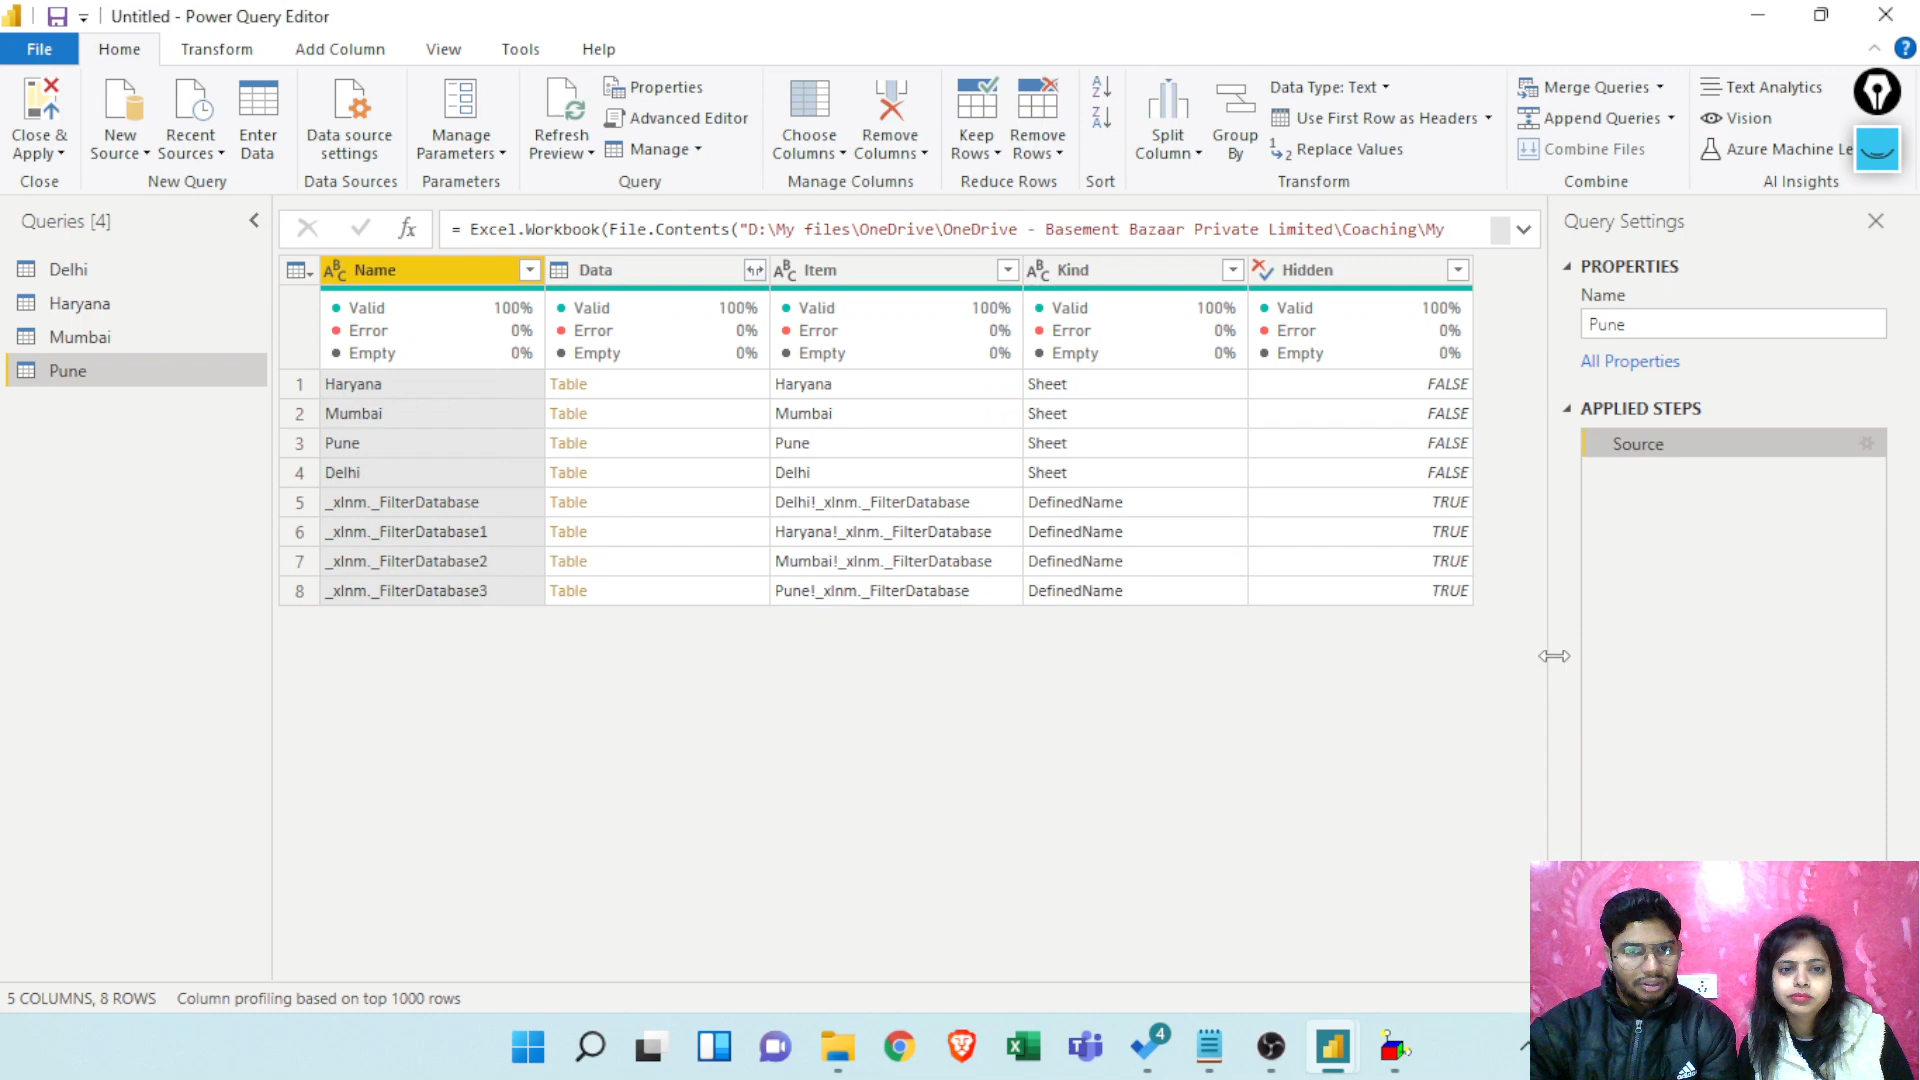 Untitled - Power Query Editor
File Home Transform Add Column View Tools Help
Close & Apply
New Source
Recent Sources
Enter Data
Data source settings
Manage Parameters
Refresh Preview
Properties
Advanced Editor
Manage
Choose Columns
Remove Columns
Keep Rows
Remove Rows
Split Column
Group By
Data Type: Text
Use First Row as Headers
Replace Values
Merge Queries
Append Queries
Combine Files
Text Analytics
Vision
Azure Machine Le
Close New Query Data Sources Parameters Query Manage Columns Reduce Rows Sort Transform Combine AI Insights
Queries [4]
Delhi
Haryana
Mumbai
Pune
fx = Excel.Workbook(File.Contents("D:\My files\OneDrive\OneDrive - Basement Bazaar Private Limited\Coaching\My
Name Data Item Kind Hidden
Valid 100% Valid 100% Valid 100% Valid 100% Valid 100%
Error 0% Error 0% Error 0% Error 0% Error 0%
Empty 0% Empty 0% Empty 0% Empty 0% Empty 0%
1 Haryana Table Haryana Sheet FALSE
2 Mumbai Table Mumbai Sheet FALSE
3 Pune Table Pune Sheet FALSE
4 Delhi Table Delhi Sheet FALSE
5 _xlnm._FilterDatabase Table Delhi!_xlnm._FilterDatabase DefinedName TRUE
6 _xlnm._FilterDatabase1 Table Haryana!_xlnm._FilterDatabase DefinedName TRUE
7 _xlnm._FilterDatabase2 Table Mumbai!_xlnm._FilterDatabase DefinedName TRUE
8 _xlnm._FilterDatabase3 Table Pune!_xlnm._FilterDatabase DefinedName TRUE
Query Settings
PROPERTIES
Name
Pune
All Properties
APPLIED STEPS
Source
5 COLUMNS, 8 ROWS Column profiling based on top 1000 rows
4